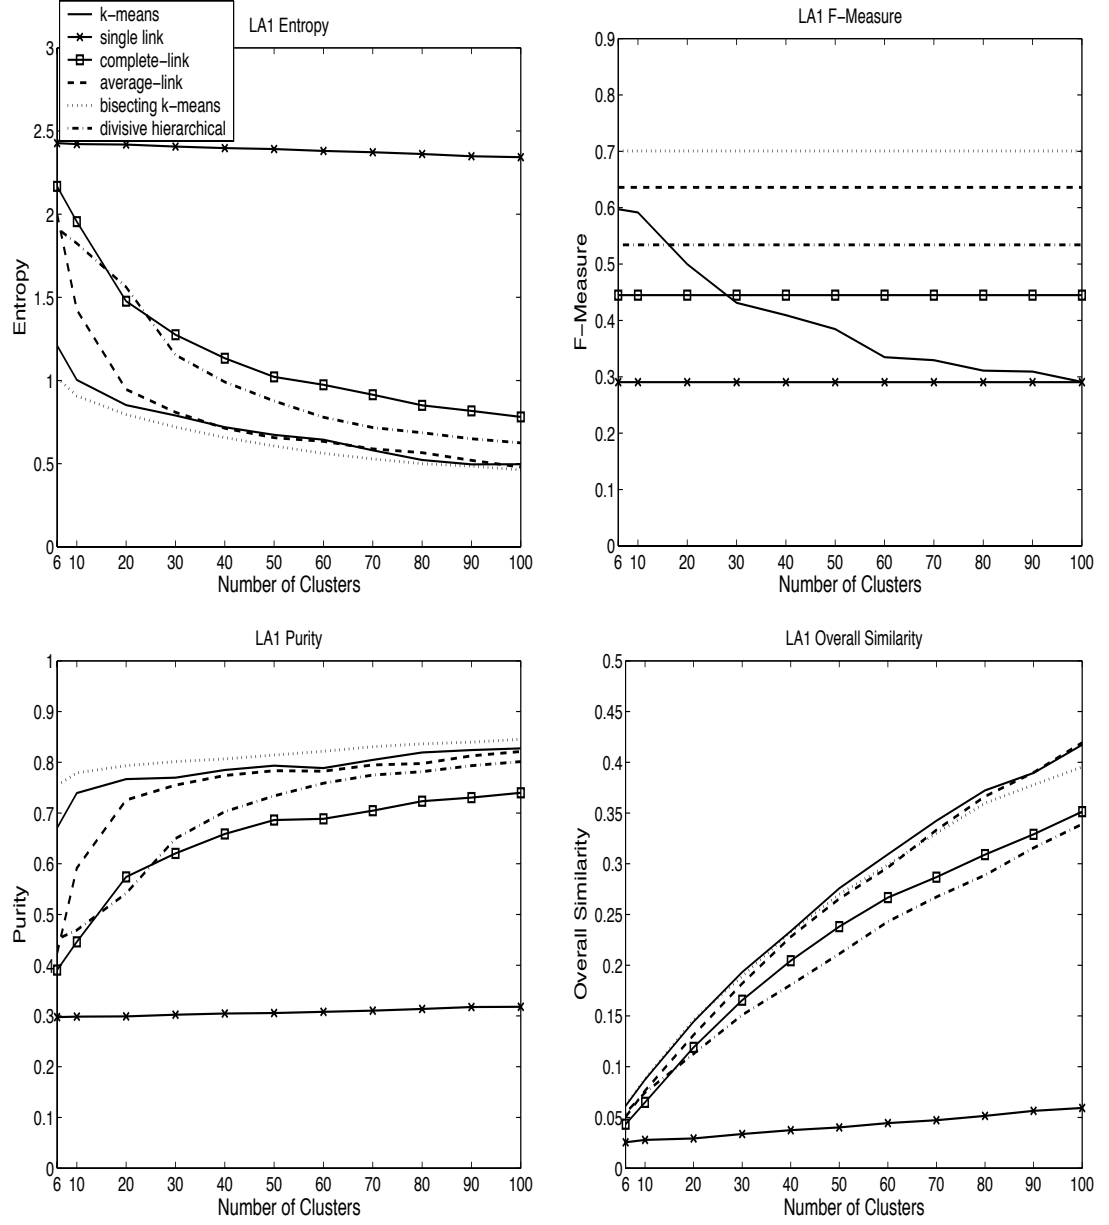 k−means
single link
complete−link
average−link
bisecting k−means
divisive hierarchical
LA1 Entropy
3
2.5
2
1.5
1
0.5
0
Entropy
6 10 20 30 40 50 60 70 80 90 100
Number of Clusters
LA1 F−Measure
0.9
0.8
0.7
0.6
0.5
0.4
0.3
0.2
0.1
0
F−Measure
6 10 20 30 40 50 60 70 80 90 100
Number of Clusters
LA1 Purity
1
0.9
0.8
0.7
0.6
0.5
0.4
0.3
0.2
0.1
0
Purity
6 10 20 30 40 50 60 70 80 90 100
Number of Clusters
LA1 Overall Similarity
0.5
0.45
0.4
0.35
0.3
0.25
0.2
0.15
0.1
0.05
0
Overall Similarity
6 10 20 30 40 50 60 70 80 90 100
Number of Clusters